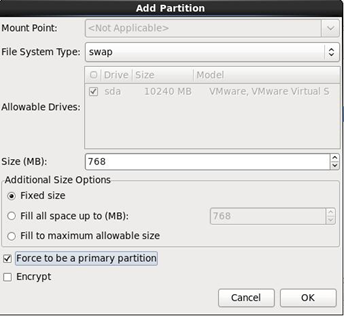 Add Partition
Mount Point: <Not Applicable>
File System Type: swap
Drive Size Model
sda 10240 MB VMware, VMware Virtual S
Allowable Drives:
Size (MB): 768
Additional Size Options
Fixed size
Fill all space up to (MB): 768
Fill to maximum allowable size
Force to be a primary partition
Encrypt
Cancel OK